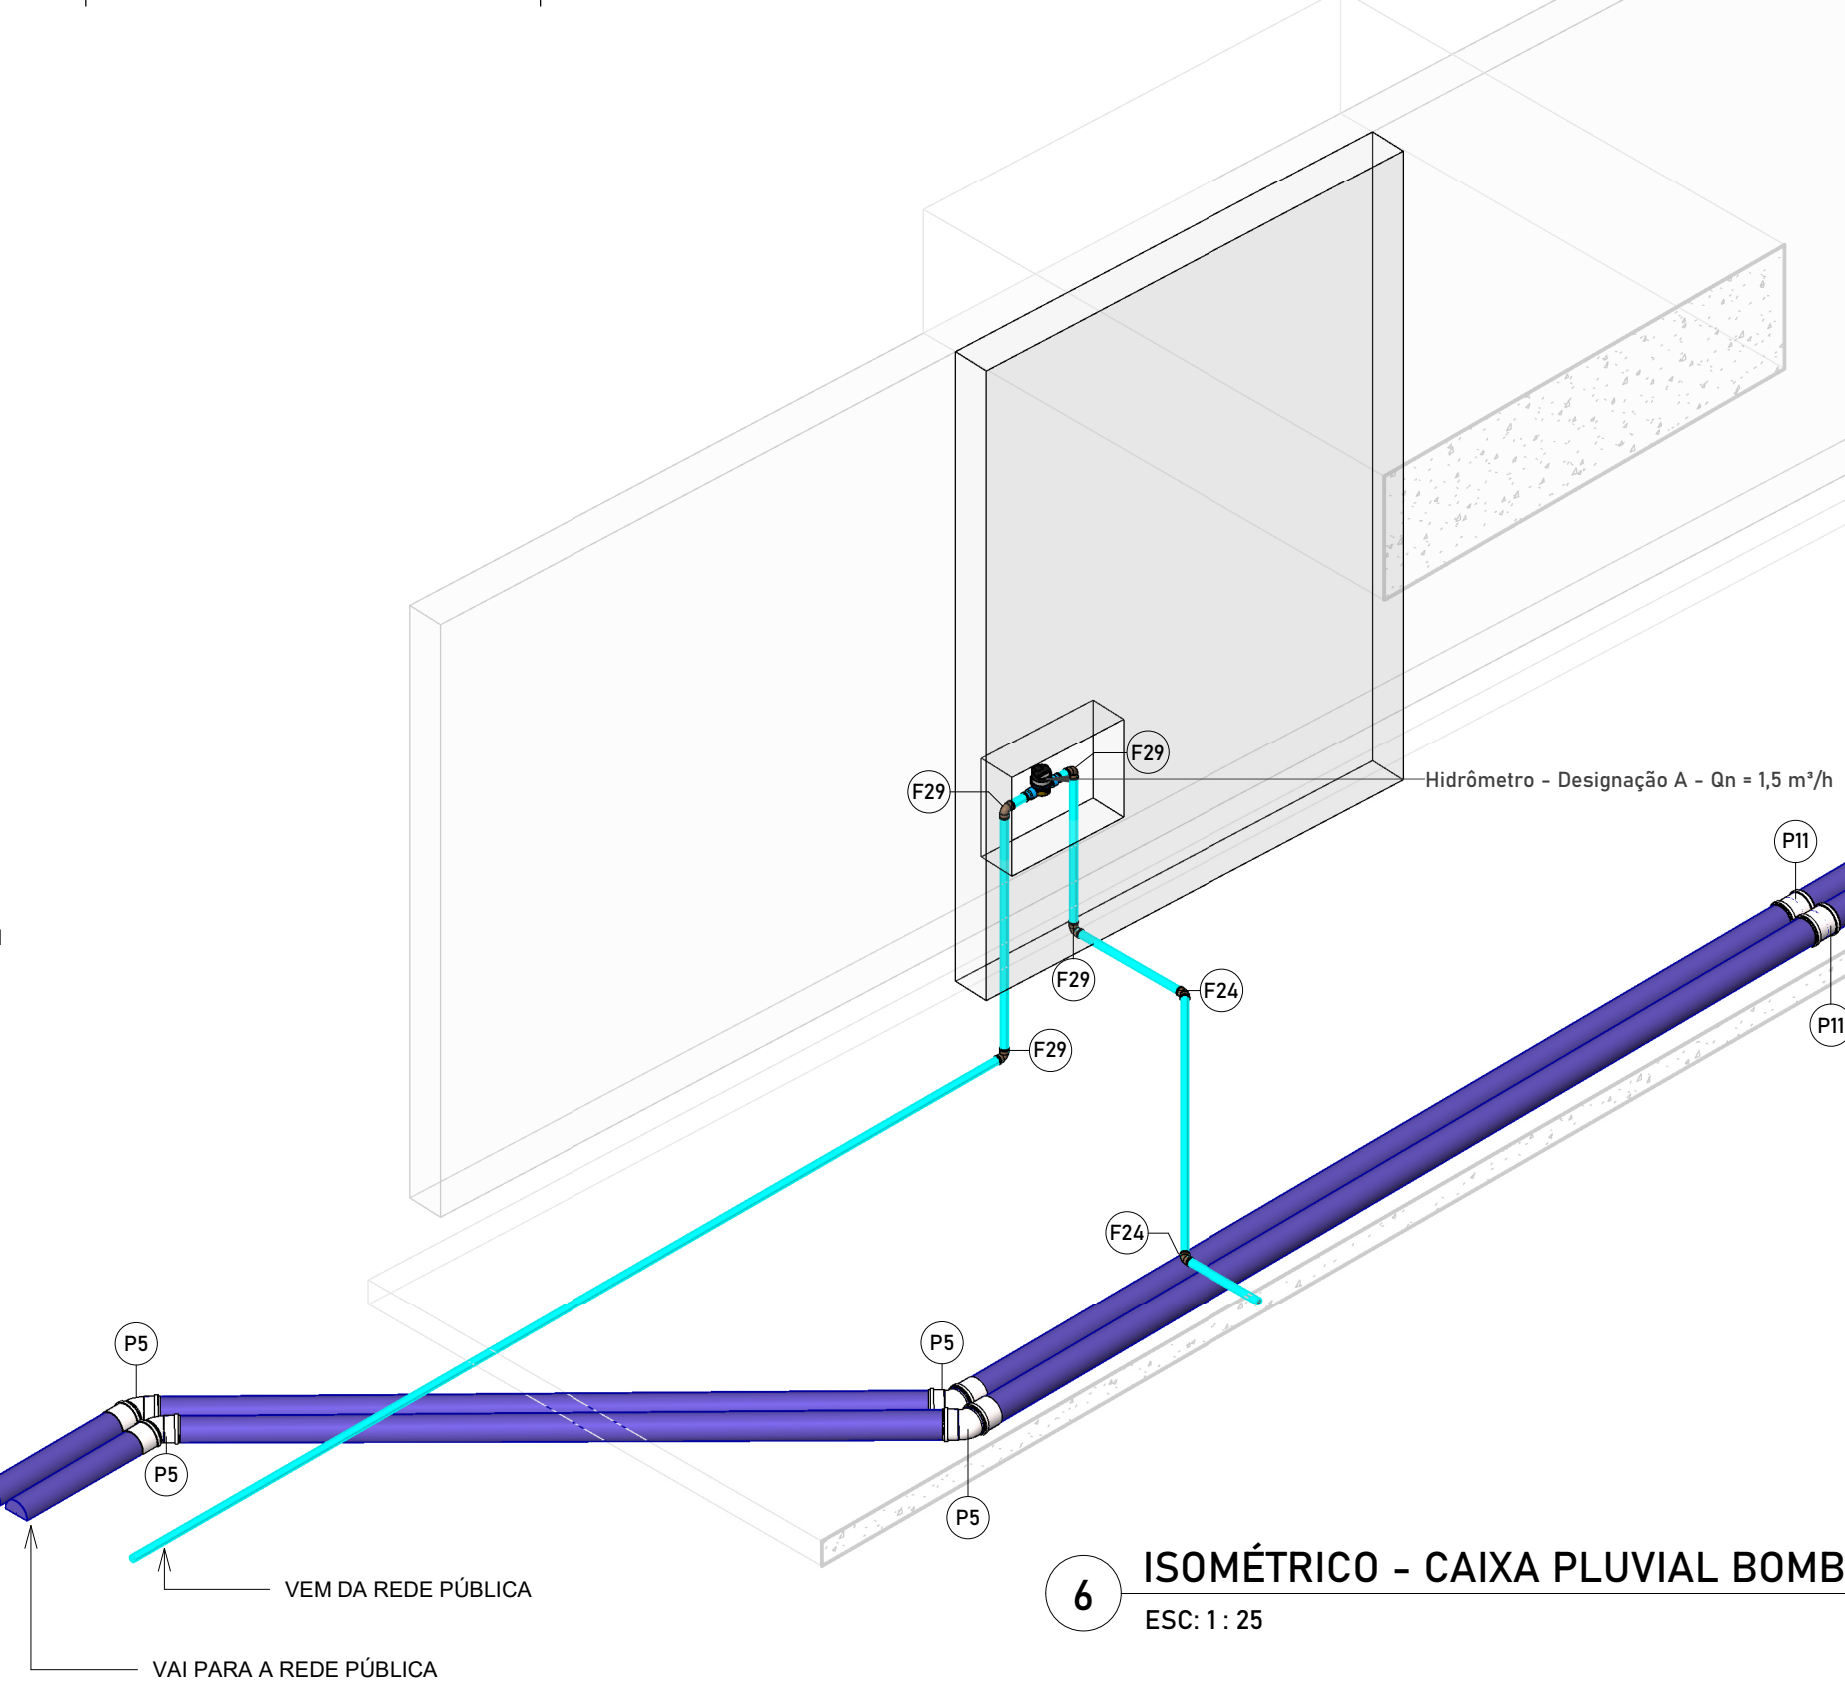 F29
F29
Hidrômetro - Designação A - Qn = 1,5 m³/h
P11
F29
F24
P11
F29
F24
P5
P5
P5
P5
VEM DA REDE PÚBLICA
VAI PARA A REDE PÚBLICA
6
ISOMÉTRICO - CAIXA PLUVIAL BOMB
ESC: 1 : 25